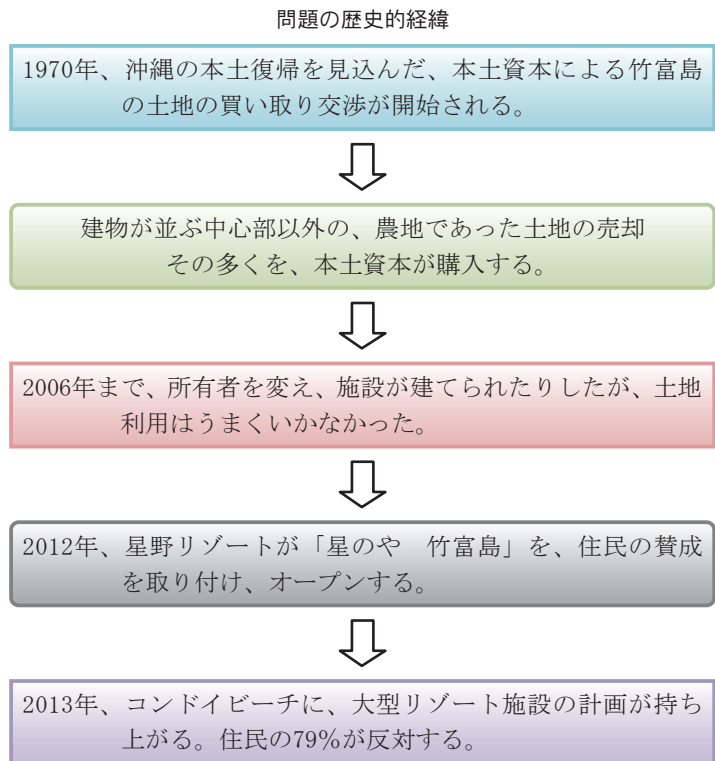 問題の歴史的経緯
1970年、沖縄の本土復帰を見込んだ、本土資本による竹富島
の土地の買い取り交渉が開始される。
建物が並ぶ中心部以外の、農地であった土地の売却
その多くを、本土資本が購入する。
2006年まで、所有者を変え、施設が建てられたりしたが、土地
利用はうまくいかなかった。
2012年、星野リゾートが「星のや　竹富島」を、住民の賛成
を取り付け、オープンする。
2013年、コンドイビーチに、大型リゾート施設の計画が持ち
上がる。住民の79％が反対する。